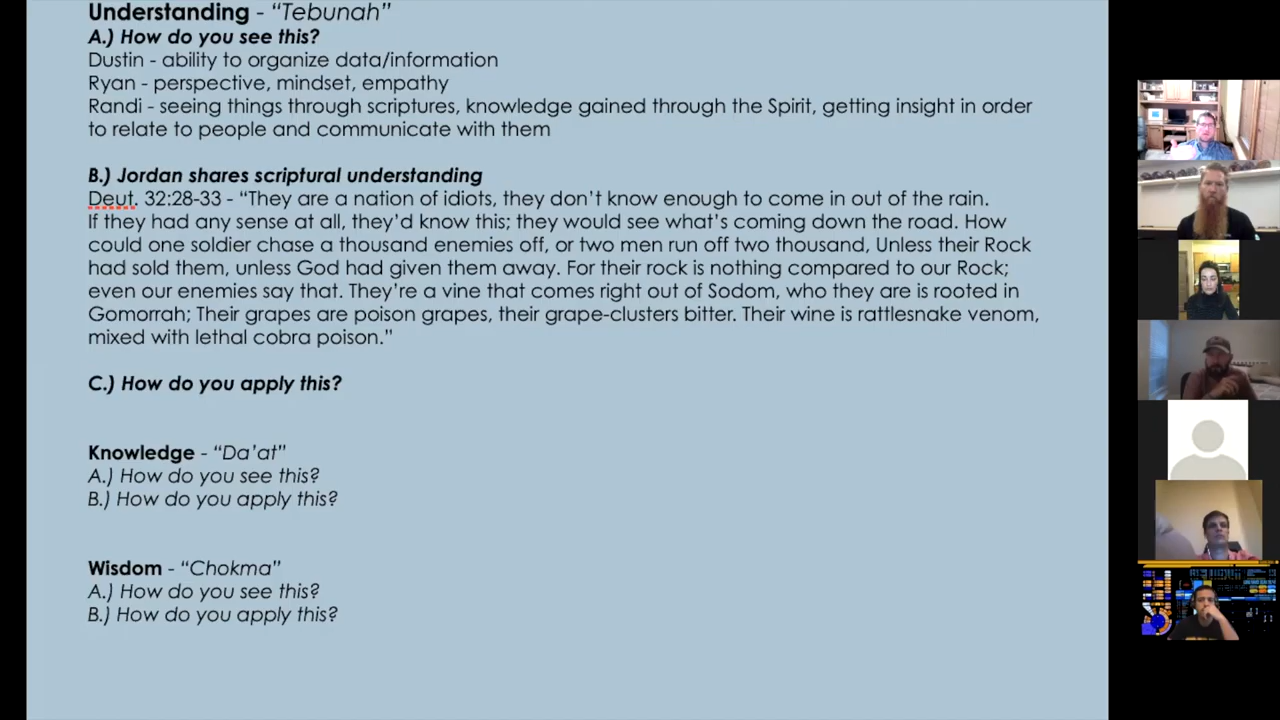 Understanding - “Tebunah”
A.) How do you see this?
Dustin - ability to organize data/information
Ryan - perspective, mindset, empathy
Randi - seeing things through scriptures, knowledge gained through the Spirit, getting insight in order
to relate to people and communicate with them
B.) Jordan shares scriptural understanding
Deut. 32:28-33 - “They are a nation of idiots, they don’t know enough to come in out of the rain.
If they had any sense at all, they’d know this; they would see what’s coming down the road. How
could one soldier chase a thousand enemies off, or two men run off two thousand, Unless their Rock
had sold them, unless God had given them away. For their rock is nothing compared to our Rock;
even our enemies say that. They’re a vine that comes right out of Sodom, who they are is rooted in
Gomorrah; Their grapes are poison grapes, their grape-clusters bitter. Their wine is rattlesnake venom,
mixed with lethal cobra poison.”
C.) How do you apply this?
Knowledge - “Da’at”
A.) How do you see this?
B.) How do you apply this?
Wisdom - “Chokma”
A.) How do you see this?
B.) How do you apply this?